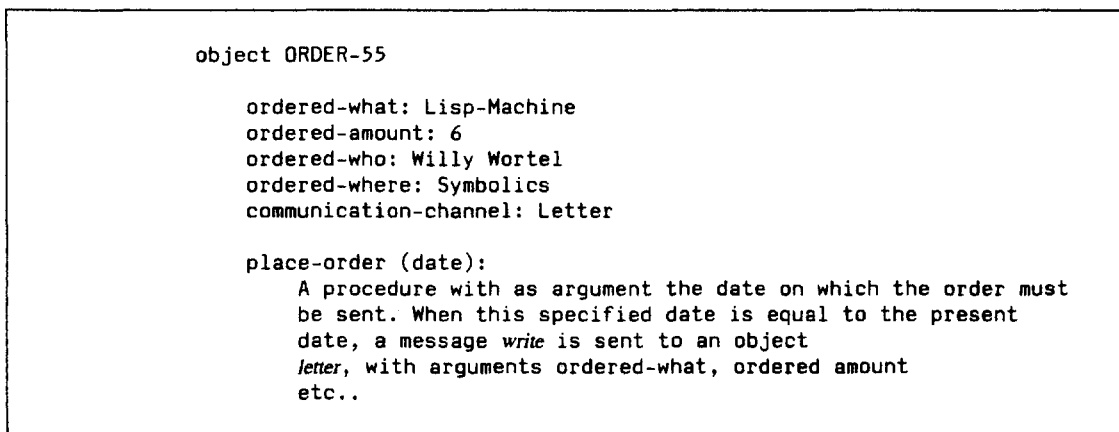 object ORDER-55
ordered-what: Lisp-Machine
ordered-amount: 6
ordered-who: Willy Wortel
ordered-where: Symbolics
communication-channel: Letter
place-order (date):
A procedure with as argument the date on which the order must
be sent. When this specified date is equal to the present
date, a message write is sent to an object
letter, with arguments ordered-what, ordered amount
etc..